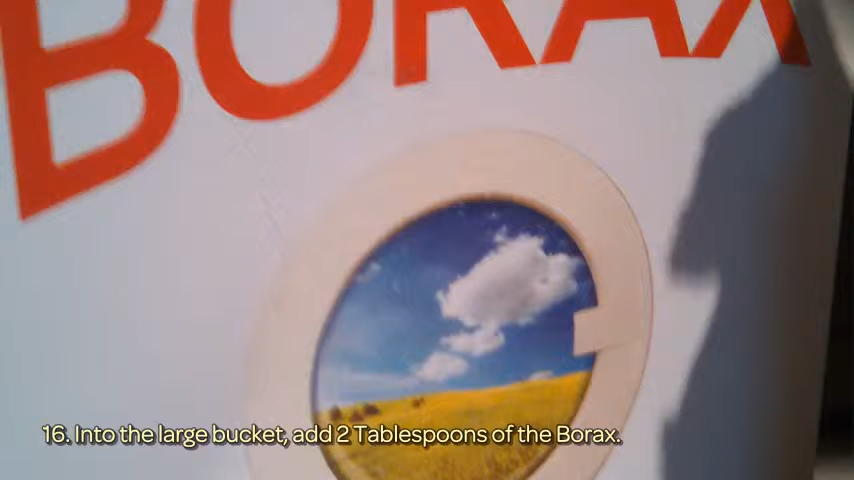 BORAX
16. Into the large bucket, add 2 Tablespoons of the Borax.